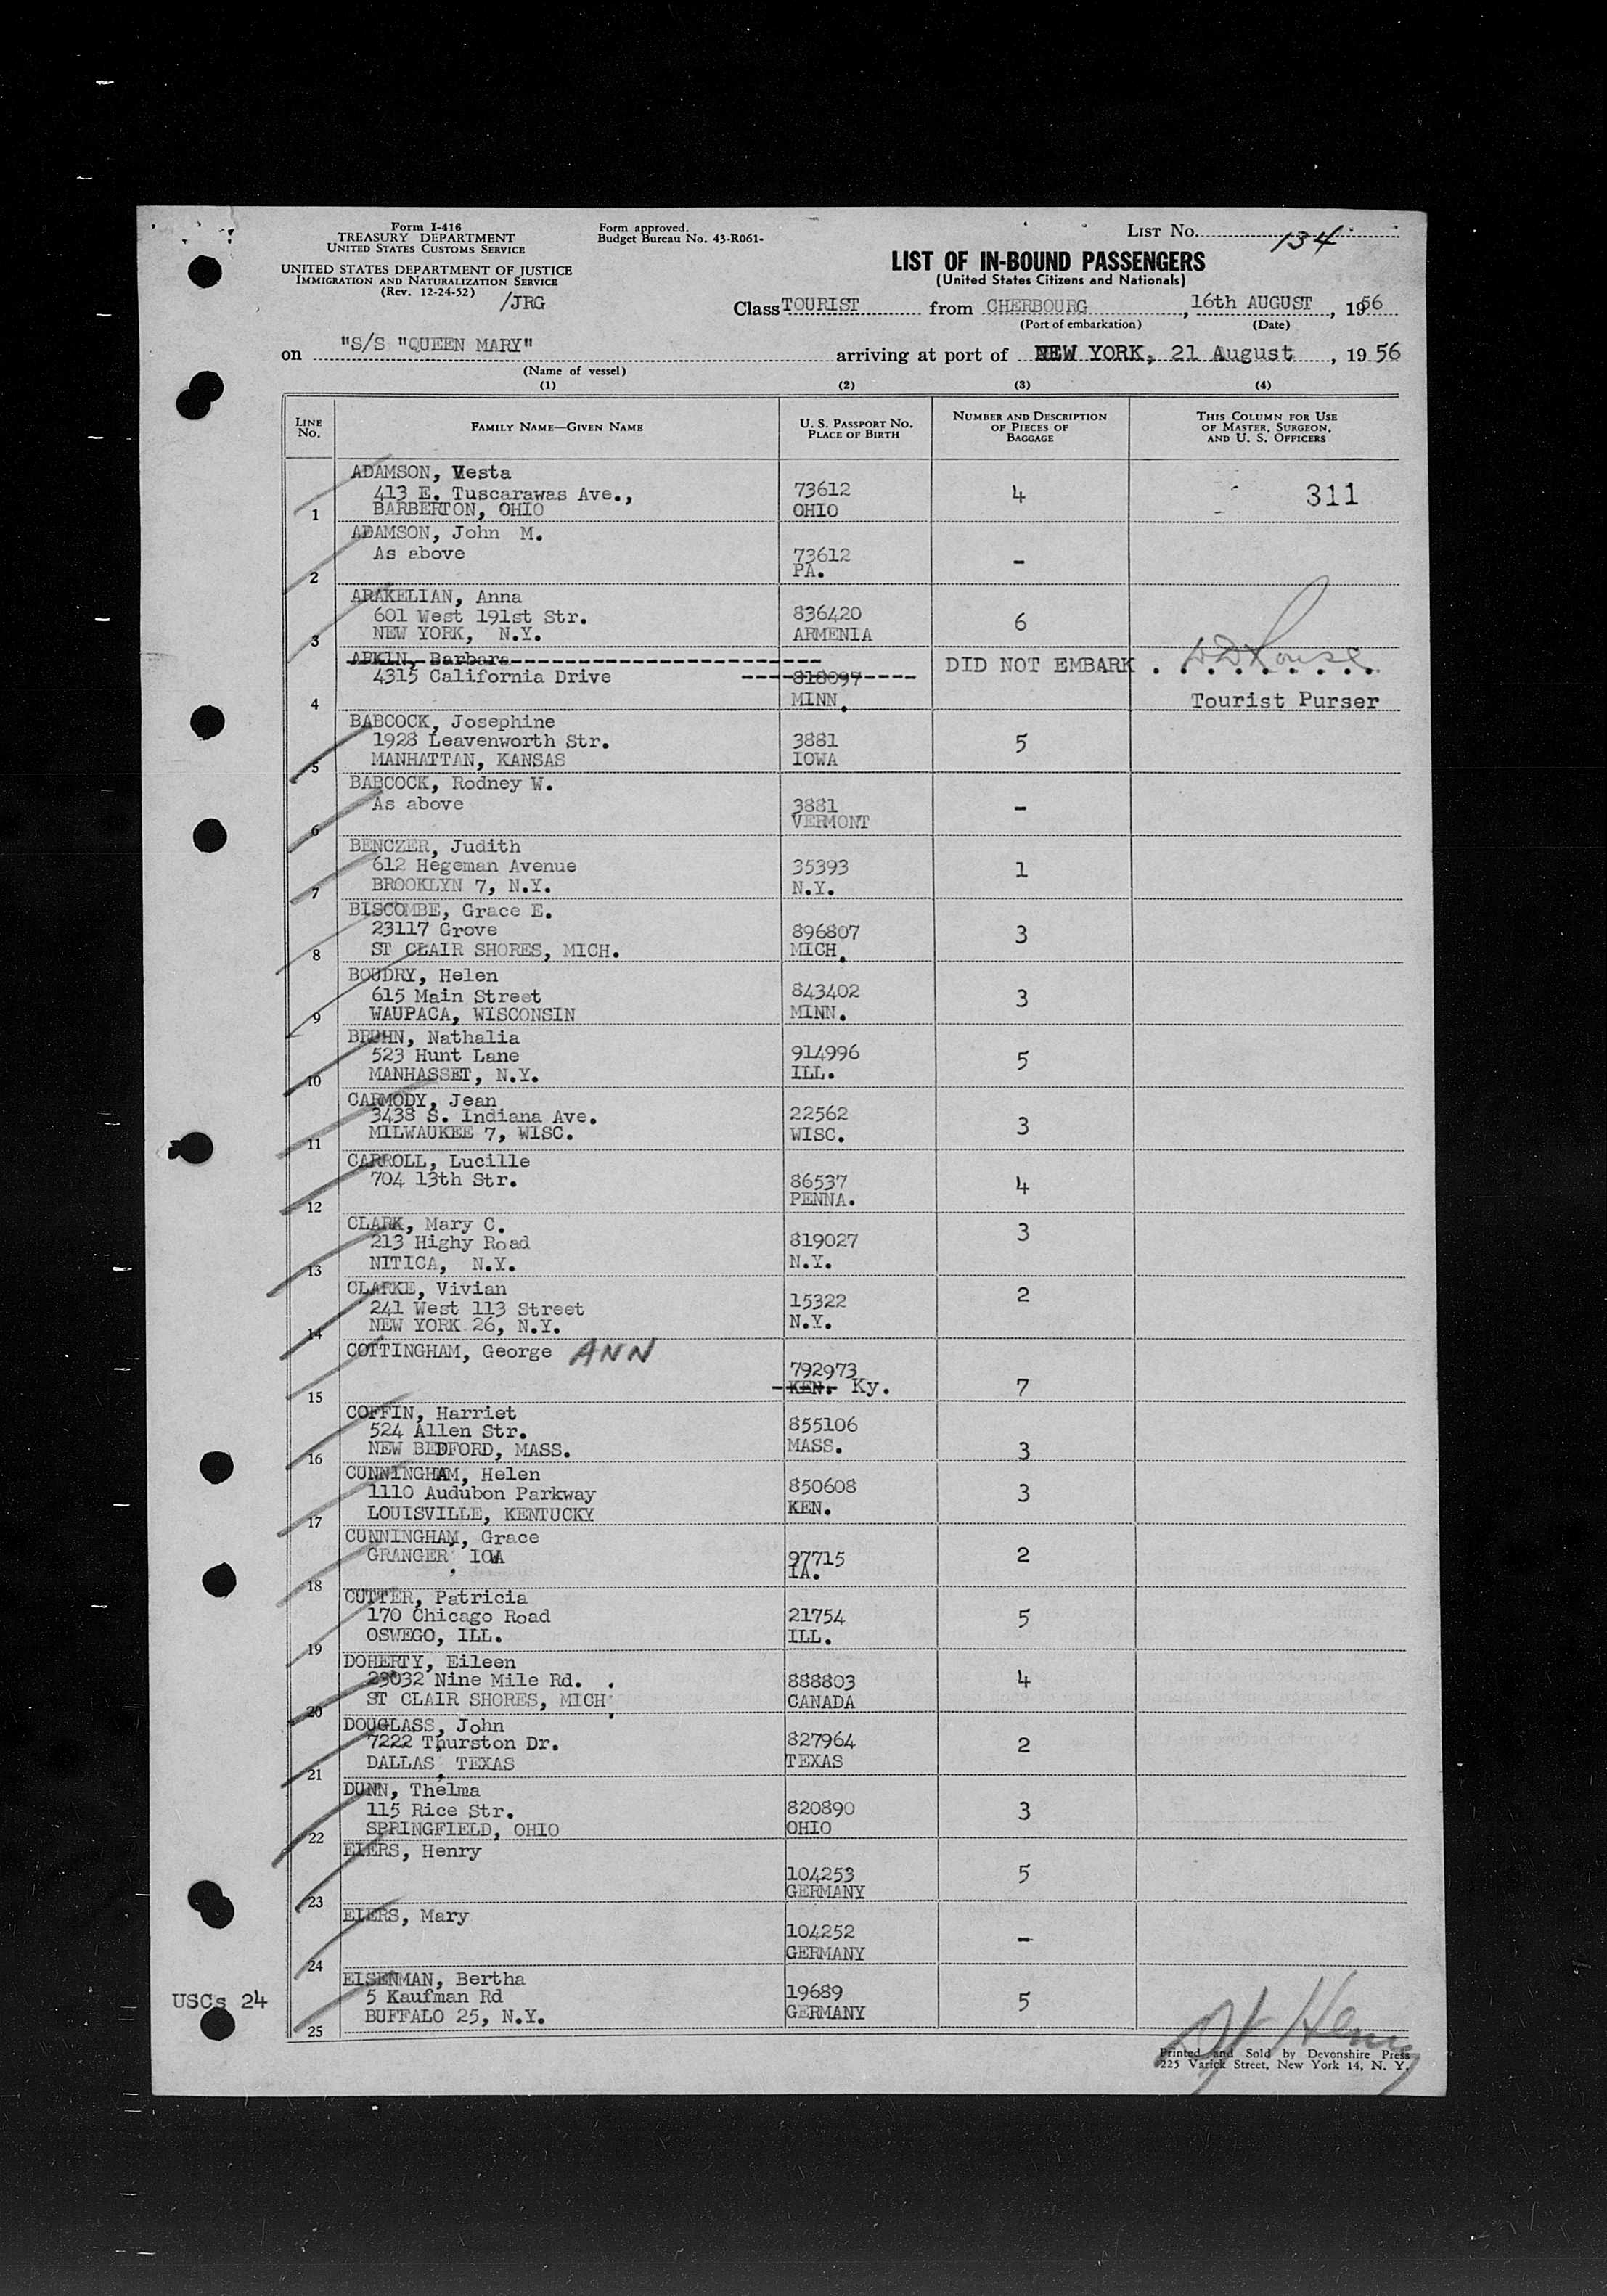 Form I-416
TREASURY DEPARTMENT
UNITED STATES CUSTOMS SERVICE
UNITED STATES DEPARTMENT OF JUSTICE
IMMIGRATION AND NATURALIZATION SERVICE
(Rev. 12-24-52)
/JRG
Form approved.
Budget Bureau No. 43-R061-
LIST No. 134
LIST OF IN-BOUND PASSENGERS
(United States Citizens and Nationals)
Class TOURIST from CHERBOURG, 16th AUGUST, 1956
(Port of embarkation) (Date)
on "S/S "QUEEN MARY" arriving at port of NEW YORK, 21 August, 19 56
(Name of vessel)
(1) (2) (3) (4)
LINE No. FAMILY NAME—GIVEN NAME U. S. PASSPORT No. PLACE OF BIRTH NUMBER AND DESCRIPTION OF PIECES OF BAGGAGE THIS COLUMN FOR USE OF MASTER, SURGEON, AND U. S. OFFICERS
ADAMSON, Vesta
413 E. Tuscarawas Ave., 73612 4 311
1 BARBERTON, OHIO OHIO
ADAMSON, John M.
As above 73612 -
2 PA.
ARAKELIAN, Anna
601 West 191st Str. 836420 6
3 NEW YORK, N.Y. ARMENIA
ARKIN, Barbara DID NOT EMBARK
4315 California Drive 818097
4 MINN. Tourist Purser
BABCOCK, Josephine
1928 Leavenworth Str. 3881 5
5 MANHATTAN, KANSAS IOWA
BABCOCK, Rodney W.
As above 3881 -
6 VERMONT
BENCZER, Judith
612 Hegeman Avenue 35393 1
7 BROOKLYN 7, N.Y. N.Y.
BISCOMBE, Grace E.
23117 Grove 896807 3
8 ST CLAIR SHORES, MICH. MICH.
BOUDRY, Helen
615 Main Street 843402 3
9 WAUPACA, WISCONSIN MINN.
BRUHN, Nathalia
523 Hunt Lane 914996 5
10 MANHASSET, N.Y. ILL.
CARMODY, Jean
3438 S. Indiana Ave. 22562 3
11 MILWAUKEE 7, WISC. WISC.
CARROLL, Lucille
704 13th Str. 86537 4
12 PENNA.
CLARK, Mary C. 3
213 Highy Road 819027
13 NITICA, N.Y. N.Y.
CLARKE, Vivian 2
241 West 113 Street 15322
14 NEW YORK 26, N.Y. N.Y.
COTTINGHAM, George ANN
792973
15 KEN. Ky. 7
COFFIN, Harriet
524 Allen Str. 855106
16 NEW BEDFORD, MASS. MASS. 3
CUNNINGHAM, Helen
1110 Audubon Parkway 850608 3
17 LOUISVILLE, KENTUCKY KEN.
CUNNINGHAM, Grace
GRANGER IOWA 97715 2
18 IA.
CUTTER, Patricia
170 Chicago Road 21754 5
19 OSWEGO, ILL. ILL.
DOHERTY, Eileen
23032 Nine Mile Rd. 888803 4
20 ST CLAIR SHORES, MICH. CANADA
DOUGLASS, John
7222 Thurston Dr. 827964 2
21 DALLAS, TEXAS TEXAS
DUNN, Thelma
115 Rice Str. 820890 3
22 SPRINGFIELD, OHIO OHIO
EIERS, Henry
104253 5
23 GERMANY
EIERS, Mary
104252 -
24 GERMANY
EISENMAN, Bertha
USCs 24 5 Kaufman Rd 19689 5
25 BUFFALO 25, N.Y. GERMANY
Printed and Sold by Devonshire Press
225 Varick Street, New York 14, N. Y.